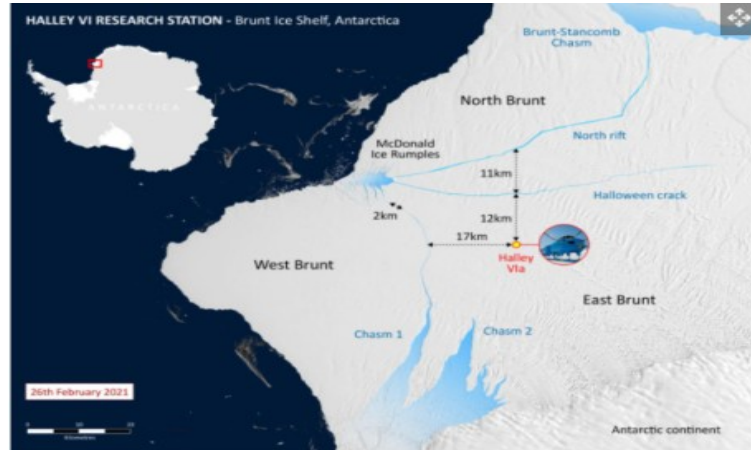 HALLEY VI RESEARCH STATION - Brunt Ice Shelf, Antarctica
Brunt-Stancomb
Chasm
ANTARCTICA
North Brunt
North rift
McDonald
Ice Rumples
11km
Halloween crack
2km
12km
17km
West Brunt
Halley
VIa
East Brunt
Chasm 1
Chasm 2
26th February 2021
Kilometres
Antarctic continent